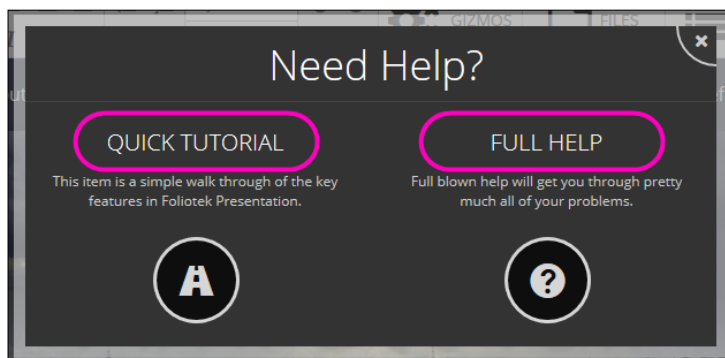 GIZMOS
FILES
Need Help?
QUICK TUTORIAL
FULL HELP
This item is a simple walk through of the key
features in Foliotek Presentation.
Full blown help will get you through pretty
much all of your problems.